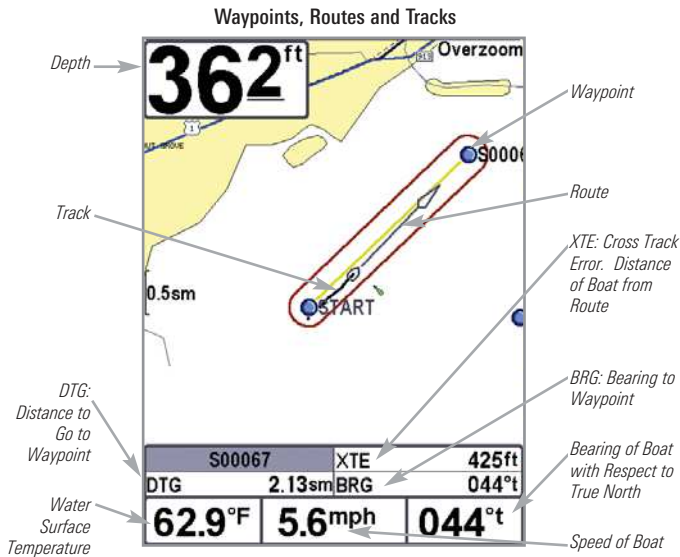 Waypoints, Routes and Tracks
Depth
362 ft
Overzoom
Waypoint
1
S0006
Route
Track
XTE: Cross Track
Error. Distance
of Boat from
Route
0.5sm
START
DTG:
Distance to
Go to
Waypoint
BRG: Bearing to
Waypoint
S00067
XTE 425ft
DTG 2.13sm
BRG 044°t
Bearing of Boat
with Respect to
True North
Water
Surface
Temperature
62.9°F
5.6mph
044°t
Speed of Boat